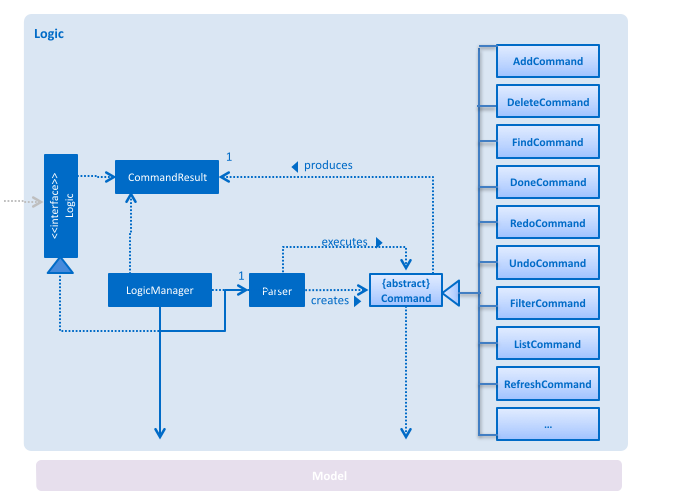 Logic
AddCommand
DeleteCommand
FindCommand
DoneCommand
RedoCommand
UndoCommand
FilterCommand
ListCommand
RefreshCommand
...
<<interface>>
Logic
CommandResult
1
produces
executes
LogicManager
1
Parser
creates
{abstract}
Command
Model